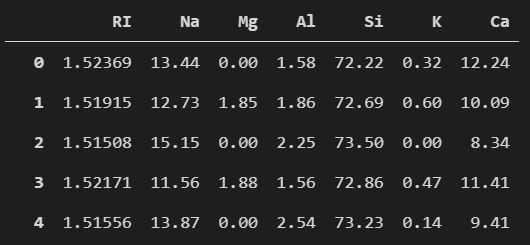 RI Na Mg Al Si K Ca
0 1.52369 13.44 0.00 1.58 72.22 0.32 12.24
1 1.51915 12.73 1.85 1.86 72.69 0.60 10.09
2 1.51508 15.15 0.00 2.25 73.50 0.00 8.34
3 1.52171 11.56 1.88 1.56 72.86 0.47 11.41
4 1.51556 13.87 0.00 2.54 73.23 0.14 9.41